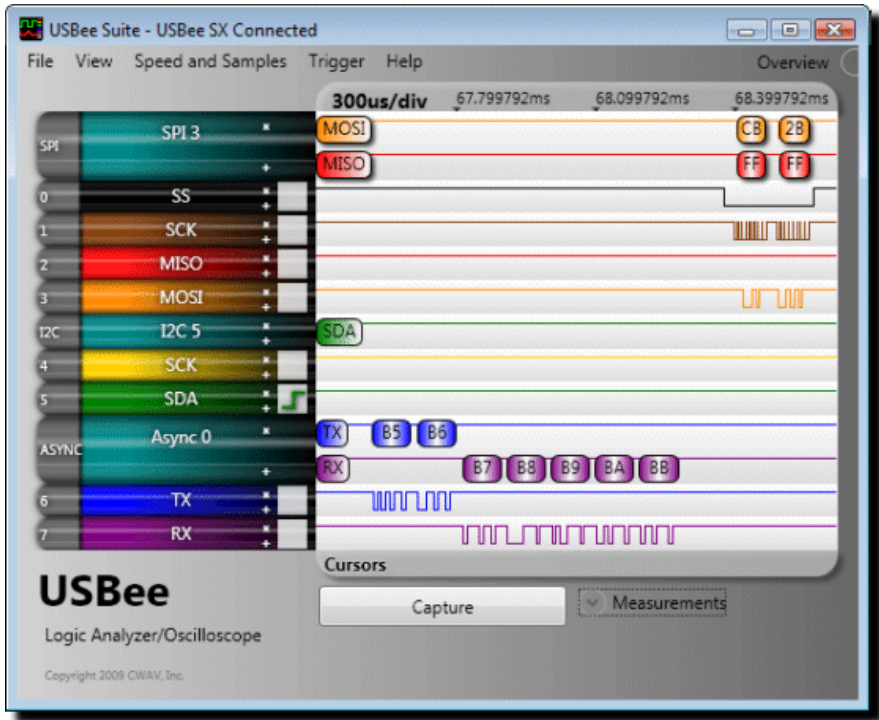 USBee Suite - USBee SX Connected
File View Speed and Samples Trigger Help Overview
300us/div 67.799792ms 68.099792ms 68.399792ms
SPI SPI 3 MOSI CB 2B
MISO FF FF
0 SS
1 SCK
2 MISO
3 MOSI
I2C I2C 5 SDA
4 SCK
5 SDA
ASYNC Async 0 TX B5 B6
RX B7 B8 B9 BA BB
6 TX
7 RX
Cursors
USBee
Capture Measurements
Logic Analyzer/Oscilloscope
Copyright 2009 CWAV, Inc.